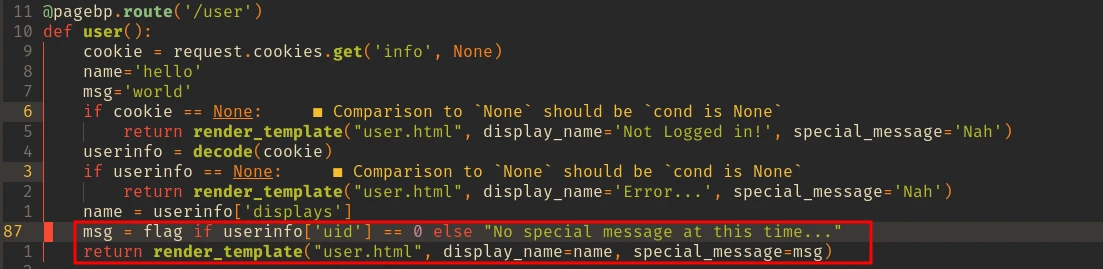 11 @pagebp.route('/user')
10 def user():
9     cookie = request.cookies.get('info', None)
8     name='hello'
7     msg='world'
6     if cookie == None:     ■ Comparison to `None` should be `cond is None`
5         return render_template("user.html", display_name='Not Logged in!', special_message='Nah')
4     userinfo = decode(cookie)
3     if userinfo == None:     ■ Comparison to `None` should be `cond is None`
2         return render_template("user.html", display_name='Error...', special_message='Nah')
1     name = userinfo['displays']
87     msg = flag if userinfo['uid'] == 0 else "No special message at this time..."
1     return render_template("user.html", display_name=name, special_message=msg)